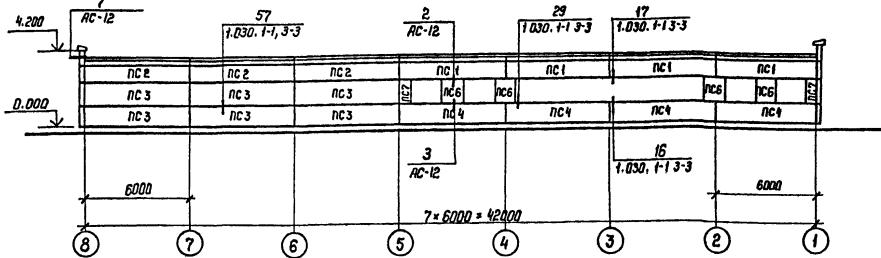 1
АС-12
57
1.030.1-1, 3-3
2
АС-12
29
1.030.1-1 3-3
17
1.030.1-1 3-3
4.200
ПС2 ПС2 ПС2 ПС1 ПС1 ПС1 ПС1
ПС3 ПС3 ПС3 ПС7 ПС6 ПС6 ПС6 ПС6 ПС7
0.000
ПС3 ПС3 ПС3 ПС4 ПС4 ПС4 ПС4
3
АС-12
16
1.030.1-1 3-3
6000 6000
7×6000=42000
8 7 6 5 4 3 2 1